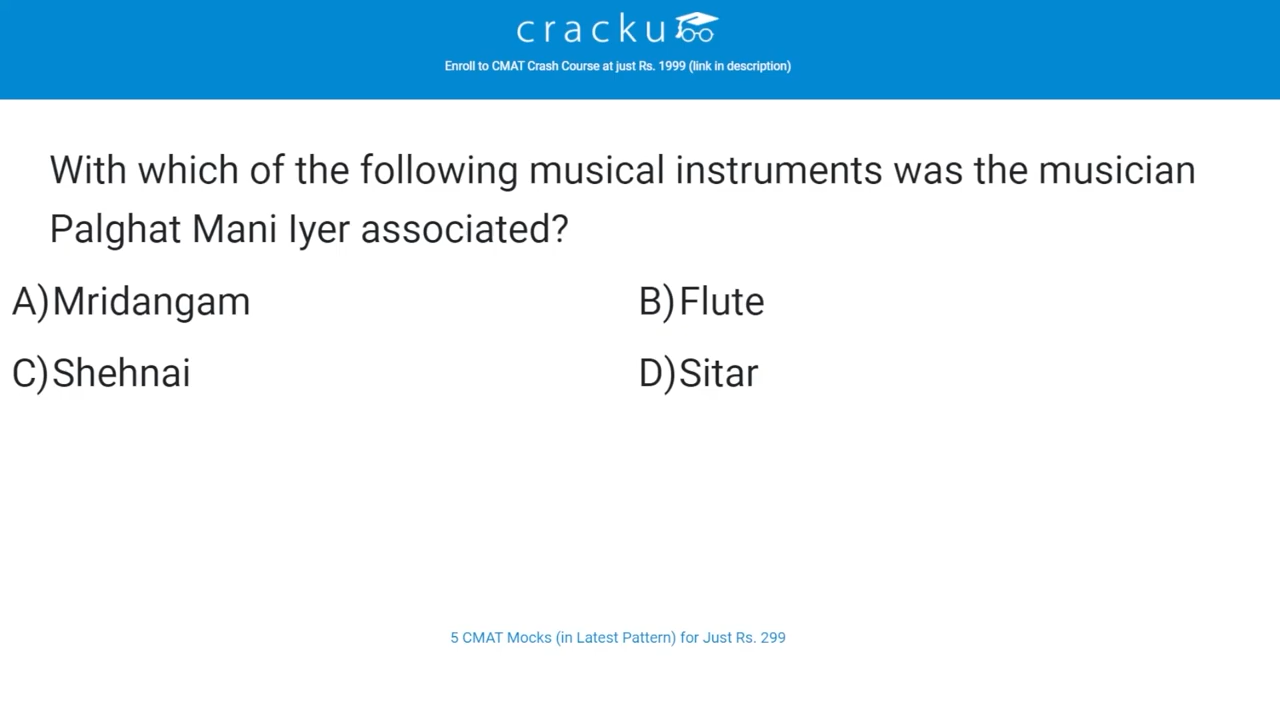 cracku
Enroll to CMAT Crash Course at just Rs. 1999 (link in description)
With which of the following musical instruments was the musician
Palghat Mani Iyer associated?
A)Mridangam
B)Flute
C)Shehnai
D)Sitar
5 CMAT Mocks (in Latest Pattern) for Just Rs. 299